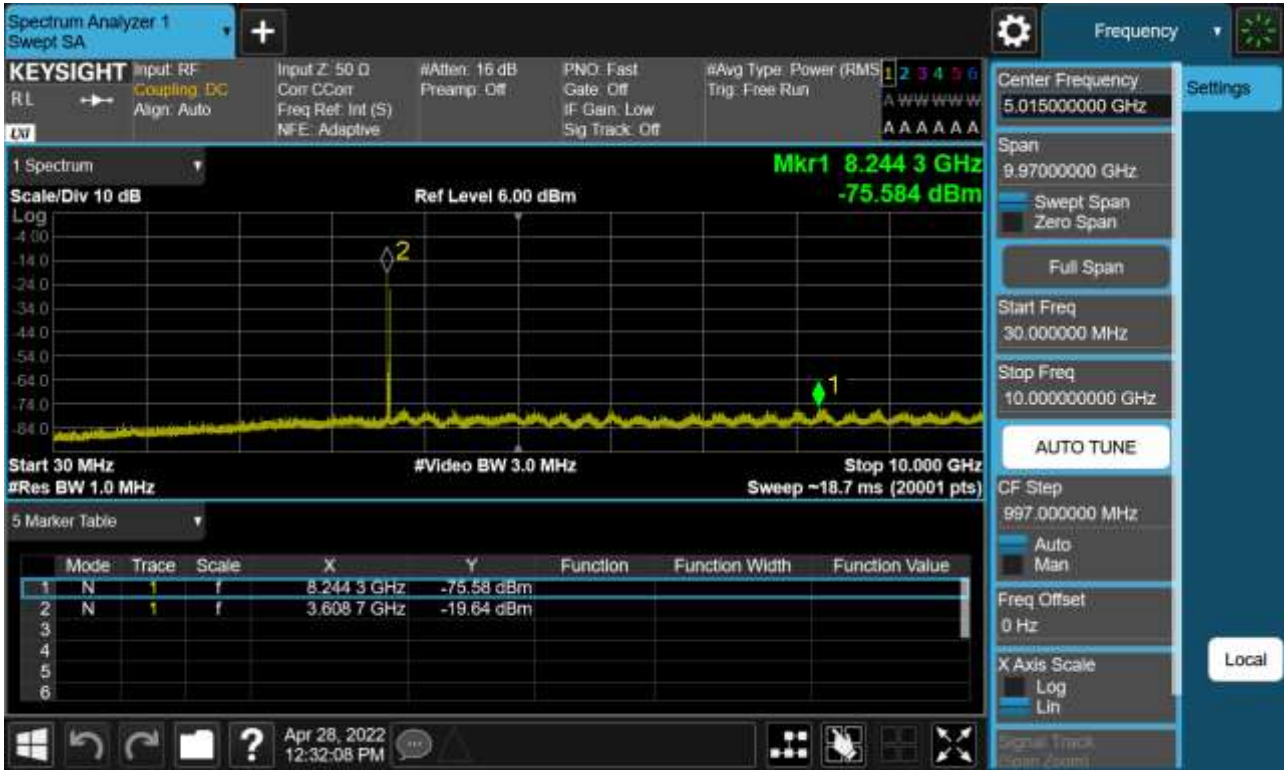 Spectrum Analyzer 1
Swept SA
Frequency
KEYSIGHT
RL
LXI
Input: RF
Coupling: DC
Align: Auto
Input Z: 50 Ω
Corr CCorr
Freq Ref: Int (S)
NFE: Adaptive
#Atten: 16 dB
Preamp: Off
PNO: Fast
Gate: Off
IF Gain: Low
Sig Track: Off
#Avg Type: Power (RMS
Trig: Free Run
1 2 3 4 5 6
A W W W W W
A A A A A A
1 Spectrum
Scale/Div 10 dB
Ref Level 6.00 dBm
Mkr1 8.244 3 GHz
-75.584 dBm
Log
-4.00
-14.0
-24.0
-34.0
-44.0
-54.0
-64.0
-74.0
-84.0
2
1
Start 30 MHz
#Video BW 3.0 MHz
Stop 10.000 GHz
#Res BW 1.0 MHz
Sweep ~18.7 ms (20001 pts)
5 Marker Table
Mode Trace Scale X Y Function Function Width Function Value
1 N 1 f 8.244 3 GHz -75.58 dBm
2 N 1 f 3.608 7 GHz -19.64 dBm
3
4
5
6
Apr 28, 2022
12:32:08 PM
Center Frequency
5.015000000 GHz
Settings
Span
9.97000000 GHz
Swept Span
Zero Span
Full Span
Start Freq
30.000000 MHz
Stop Freq
10.000000000 GHz
AUTO TUNE
CF Step
997.000000 MHz
Auto
Man
Freq Offset
0 Hz
X Axis Scale
Log
Lin
Local
Signal Track
(Span Zoom)